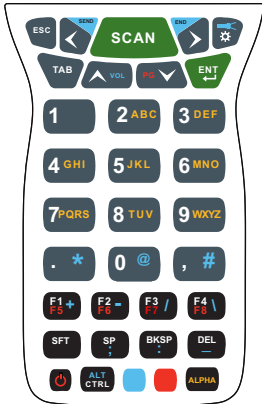 SEND END
ESC < SCAN >
TAB VOL PG ENT
1 2 ABC 3 DEF
4 GHI 5 JKL 6 MNO
7 PQRS 8 TUV 9 WXYZ
. * 0 @ , #
F1 + F2 - F3 / F4 \
F5 F6 F7 F8
SFT SP ; BKSP : DEL _
ALT CTRL ALPHA